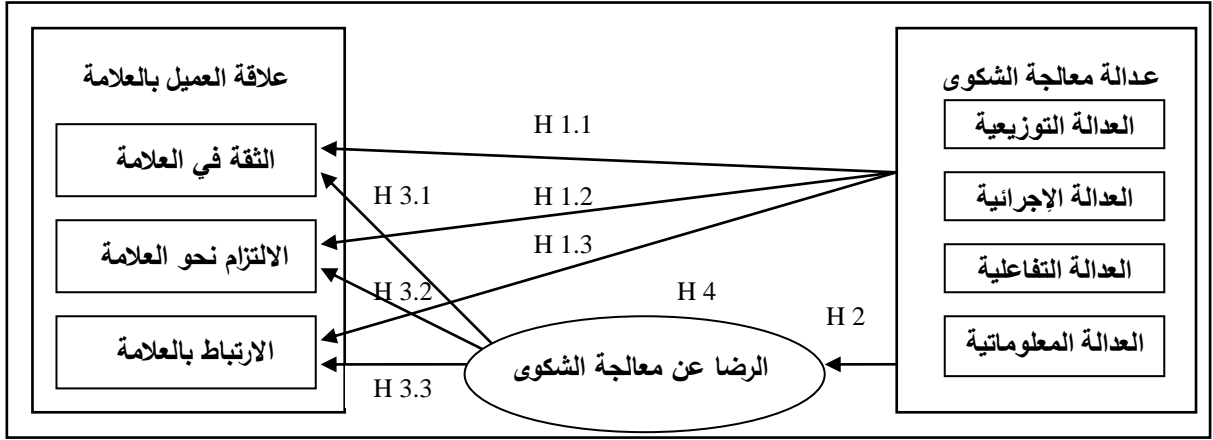 عدالة معالجة الشكوى
العدالة التوزيعية
العدالة الإجرائية
العدالة التفاعلية
العدالة المعلوماتية
H 1.1
H 1.2
H 1.3
H 2
H 4
الرضا عن معالجة الشكوى
H 3.1
H 3.2
H 3.3
علاقة العميل بالعلامة
الثقة في العلامة
الالتزام نحو العلامة
الارتباط بالعلامة